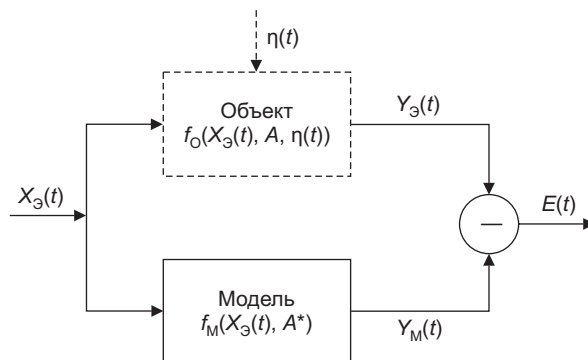 η(t)
Объект
f_О(X_Э(t), A, η(t))
Y_Э(t)
X_Э(t)
E(t)
—
Модель
f_М(X_Э(t), A*)
Y_М(t)